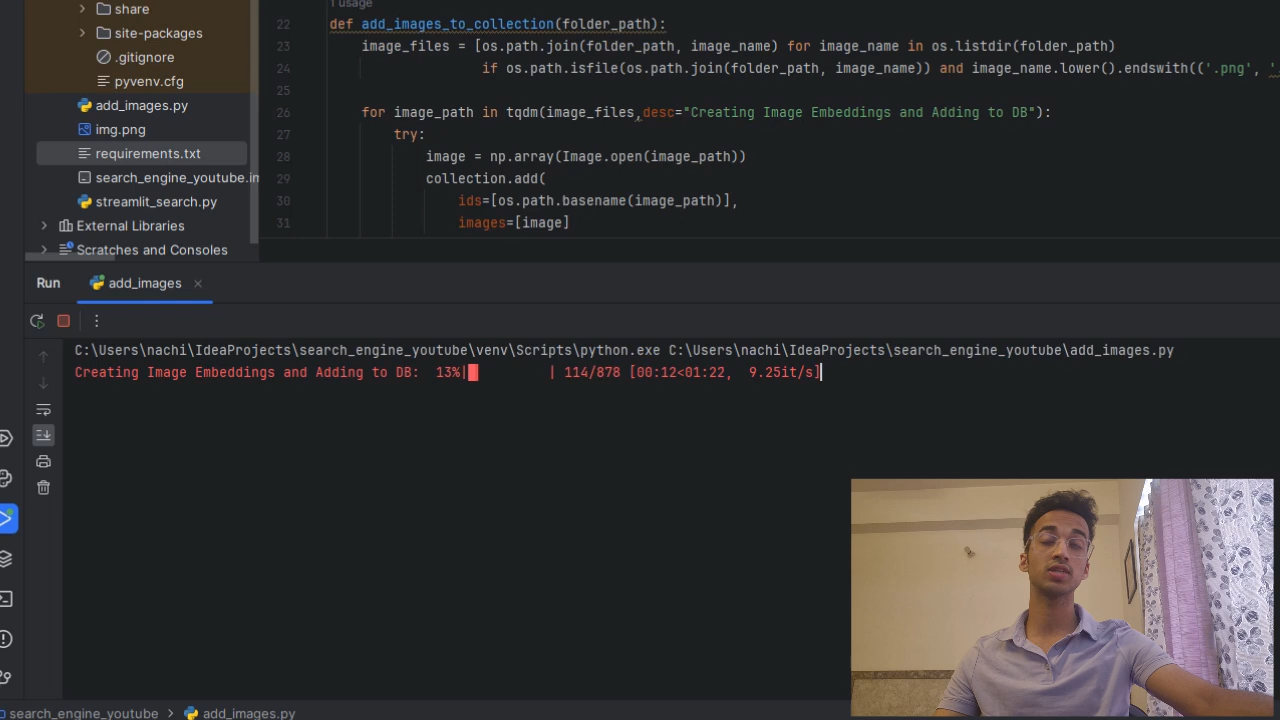 share
site-packages
.gitignore
pyvenv.cfg
add_images.py
img.png
requirements.txt
search_engine_youtube.im
streamlit_search.py
External Libraries
Scratches and Consoles
1 usage
22 def add_images_to_collection(folder_path):
23 image_files = [os.path.join(folder_path, image_name) for image_name in os.listdir(folder_path)
24 if os.path.isfile(os.path.join(folder_path, image_name)) and image_name.lower().endswith(('.png', '.
25
26 for image_path in tqdm(image_files,desc="Creating Image Embeddings and Adding to DB"):
27 try:
28 image = np.array(Image.open(image_path))
29 collection.add(
30 ids=[os.path.basename(image_path)],
31 images=[image]
Run add_images
C:\Users\nachi\IdeaProjects\search_engine_youtube\venv\Scripts\python.exe C:\Users\nachi\IdeaProjects\search_engine_youtube\add_images.py
Creating Image Embeddings and Adding to DB: 13%| | 114/878 [00:12<01:22, 9.25it/s]
search_engine_youtube > add_images.py